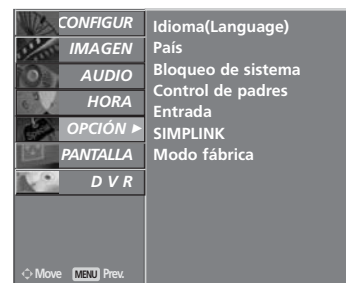 CONFIGUR
IMAGEN
AUDIO
HORA
OPCIÓN ►
PANTALLA
D V R
Idioma(Language)
País
Bloqueo de sistema
Control de padres
Entrada
SIMPLINK
Modo fábrica
Move MENU Prev.